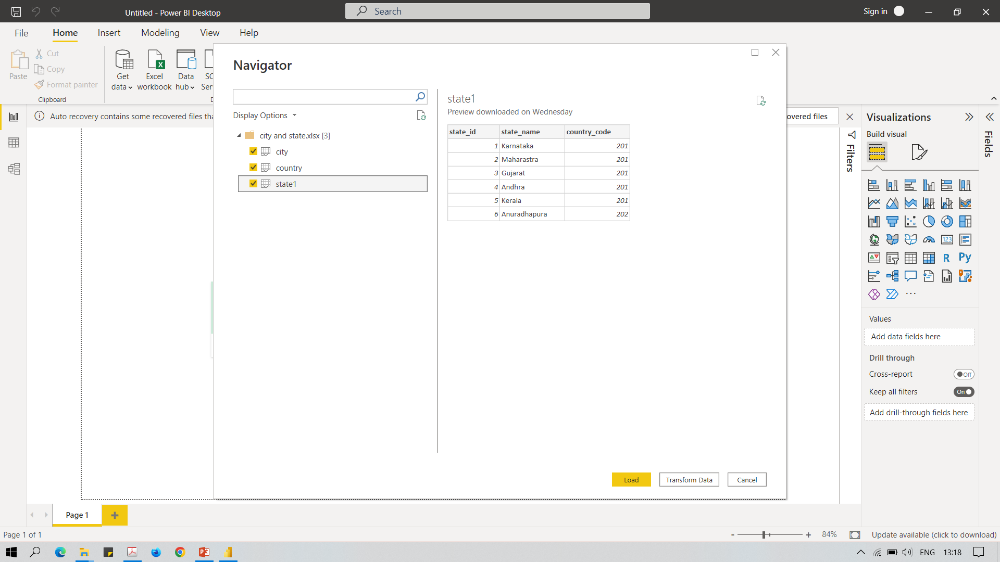 Untitled - Power BI Desktop
Search
Sign in
File
Home
Insert
Modeling
View
Help
Paste
Cut
Copy
Format painter
Clipboard
Get
data
Excel
workbook
Data
hub
Auto recovery contains some recovered files
overed files
Navigator
Display Options
city and state.xlsx [3]
city
country
state1
state1
Preview downloaded on Wednesday
state_id state_name country_code
1 Karnataka 201
2 Maharastra 201
3 Gujarat 201
4 Andhra 201
5 Kerala 201
6 Anuradhapura 202
Load
Transform Data
Cancel
Filters
Visualizations
Build visual
123
R
Py
Values
Add data fields here
Drill through
Cross-report
Off
Keep all filters
On
Add drill-through fields here
Fields
Page 1
Page 1 of 1
- + 84%
Update available (click to download)
ENG
13:18